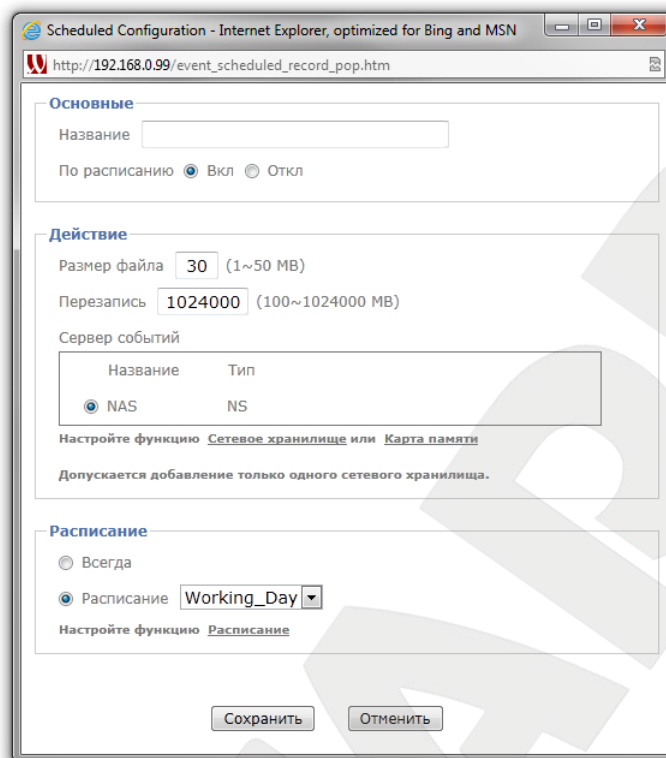 Scheduled Configuration - Internet Explorer, optimized for Bing and MSN
http://192.168.0.99/event_scheduled_record_pop.htm
Основные
Название
По расписанию Вкл Откл
Действие
Размер файла 30 (1~50 MB)
Перезапись 1024000 (100~1024000 MB)
Сервер событий
Название Тип
NAS NS
Настройте функцию Сетевое хранилище или Карта памяти
Допускается добавление только одного сетевого хранилища.
Расписание
Всегда
Расписание Working_Day
Настройте функцию Расписание
Сохранить Отменить